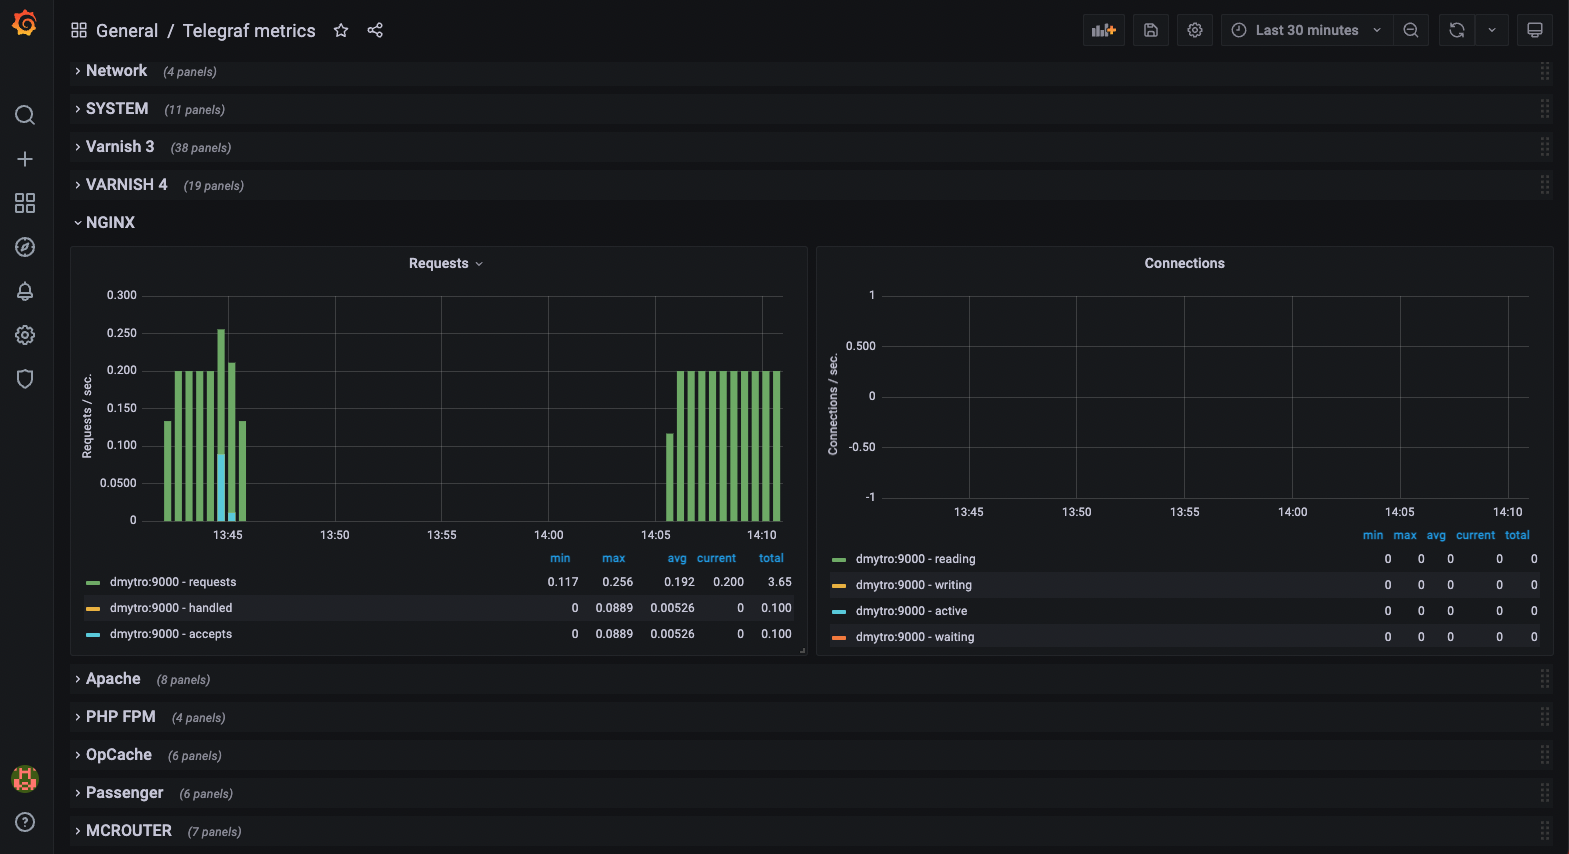 General / Telegraf metrics
Last 30 minutes
Network (4 panels)
SYSTEM (11 panels)
Varnish 3 (38 panels)
VARNISH 4 (19 panels)
NGINX
Requests
0.300
0.250
0.200
0.150
0.100
0.0500
0
Requests / sec.
13:45 13:50 13:55 14:00 14:05 14:10
min max avg current total
dmytro:9000 - requests 0.117 0.256 0.192 0.200 3.65
dmytro:9000 - handled 0 0.0889 0.00526 0 0.100
dmytro:9000 - accepts 0 0.0889 0.00526 0 0.100
Connections
1
0.500
0
-0.50
-1
Connections / sec.
13:45 13:50 13:55 14:00 14:05 14:10
min max avg current total
dmytro:9000 - reading 0 0 0 0 0
dmytro:9000 - writing 0 0 0 0 0
dmytro:9000 - active 0 0 0 0 0
dmytro:9000 - waiting 0 0 0 0 0
Apache (8 panels)
PHP FPM (4 panels)
OpCache (6 panels)
Passenger (6 panels)
MCROUTER (7 panels)